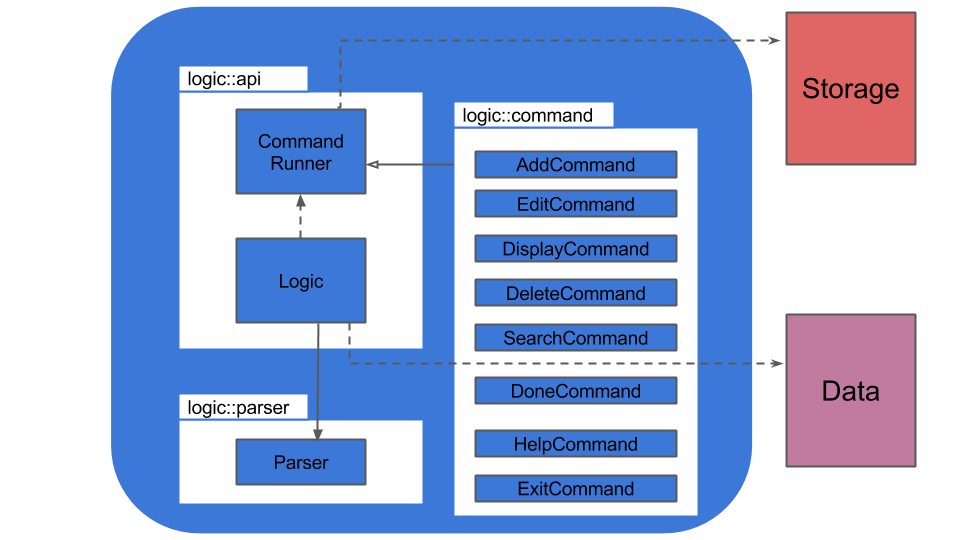 logic::api
Command
Runner
Logic
logic::parser
Parser
logic::command
AddCommand
EditCommand
DisplayCommand
DeleteCommand
SearchCommand
DoneCommand
HelpCommand
ExitCommand
Storage
Data